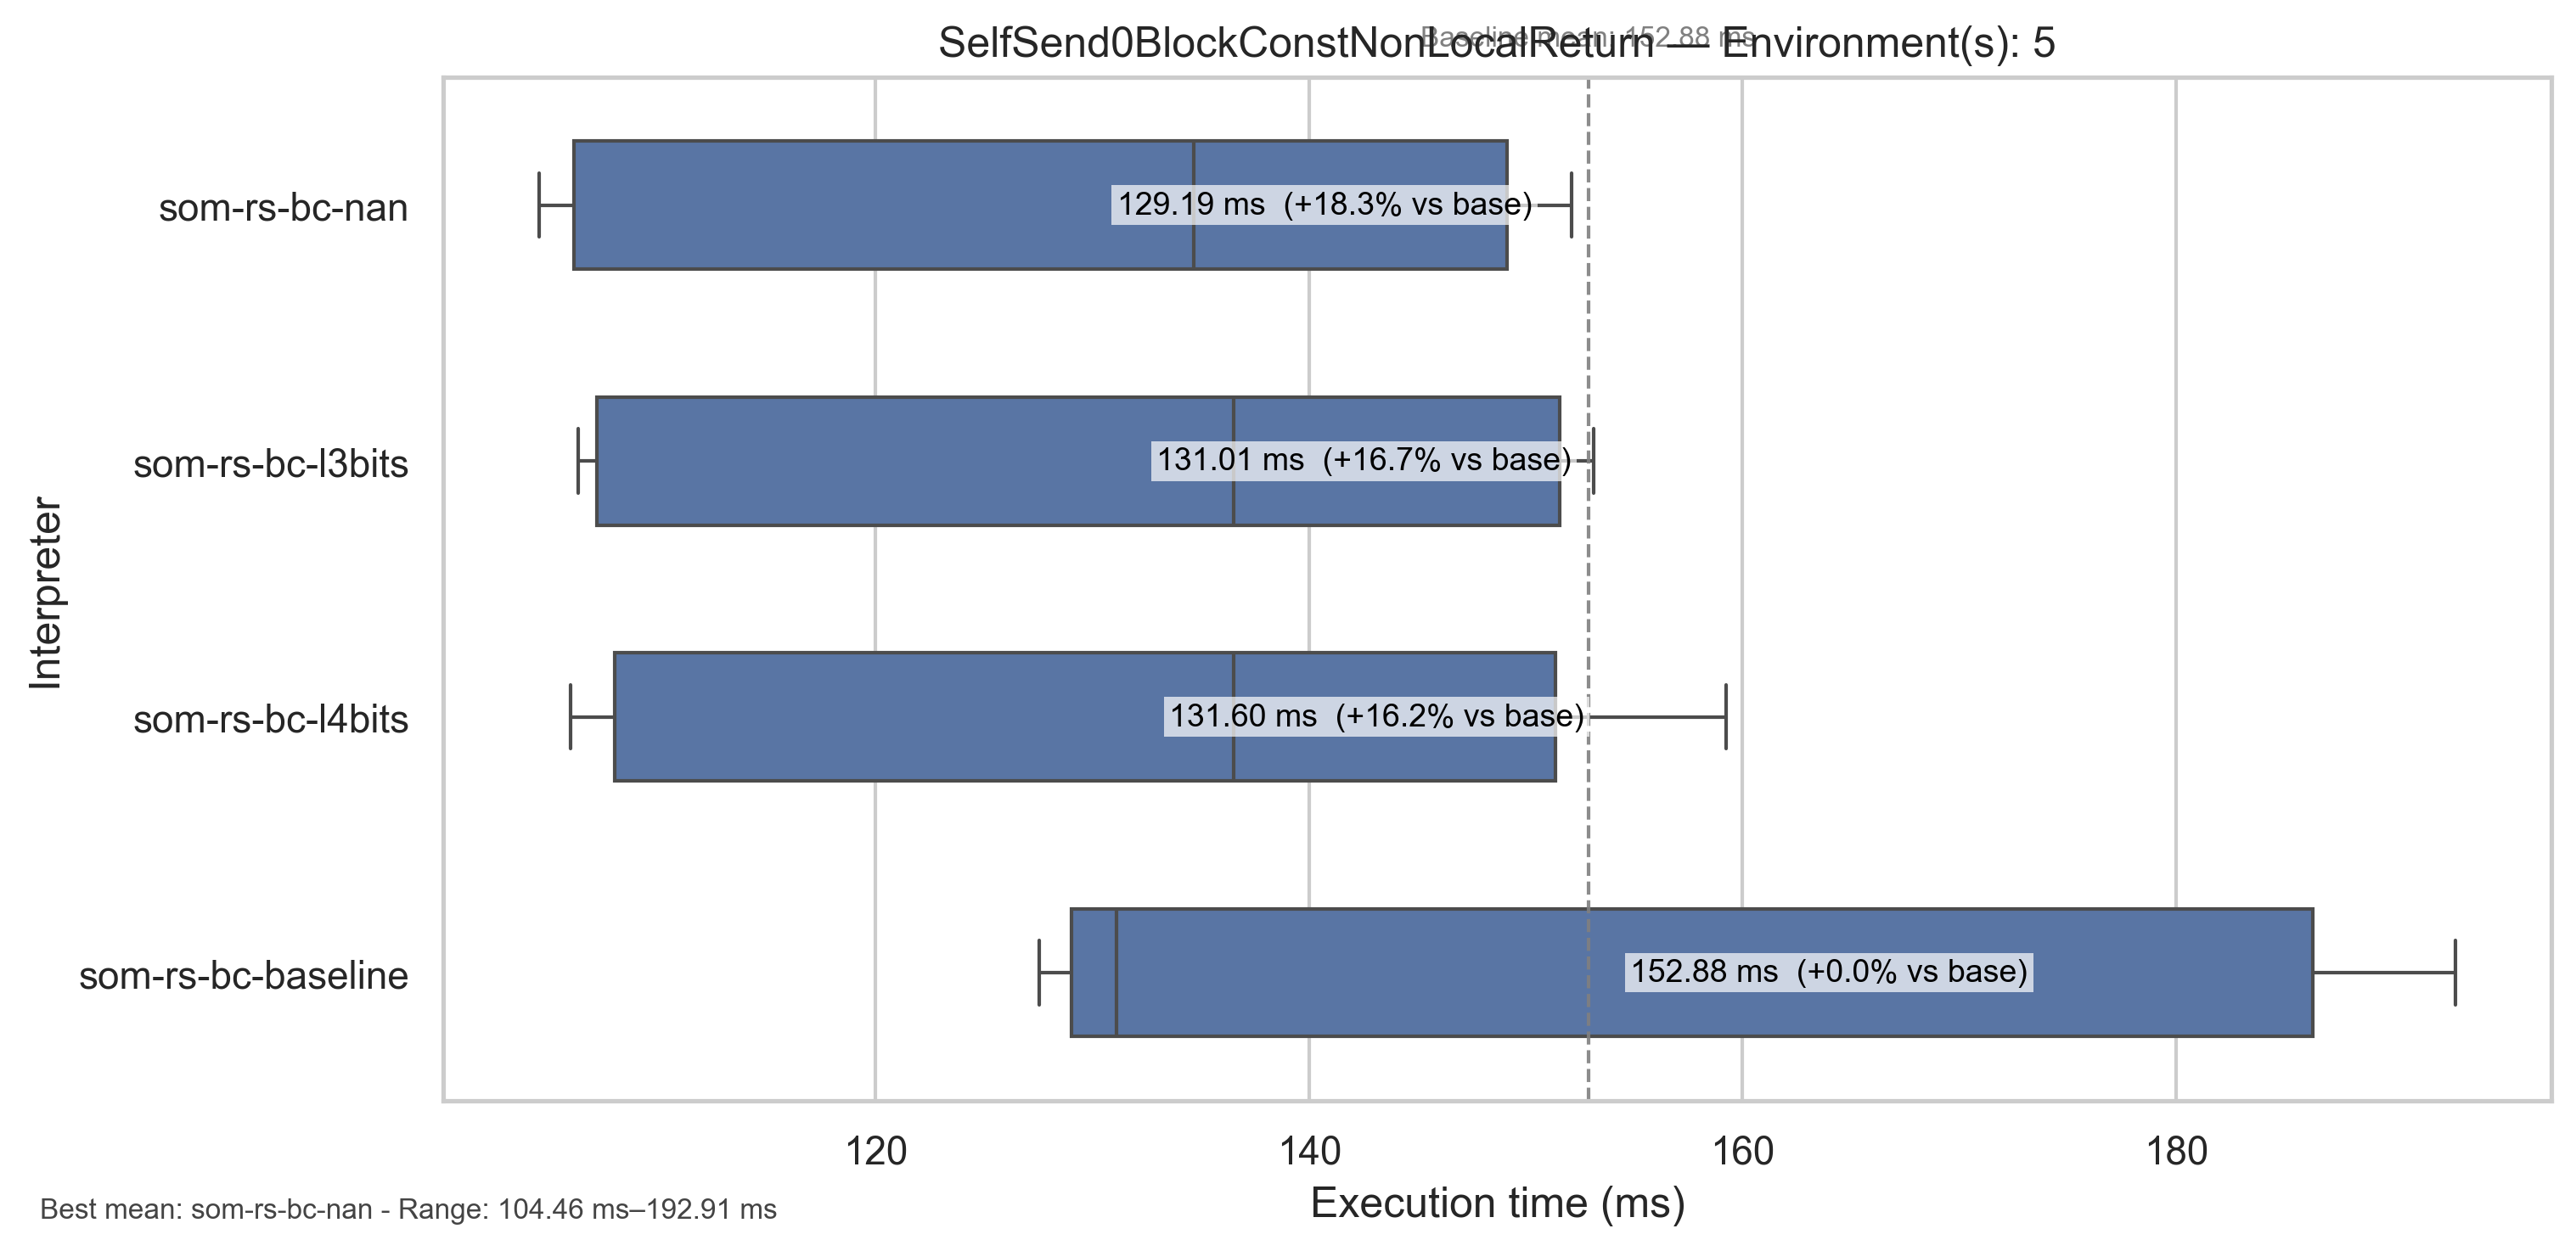 Baseline mean: 152.88 ms
SelfSend0BlockConstNonLocalReturn — Environment(s): 5
som-rs-bc-nan
129.19 ms (+18.3% vs base)
som-rs-bc-l3bits
131.01 ms (+16.7% vs base)
som-rs-bc-l4bits
131.60 ms (+16.2% vs base)
som-rs-bc-baseline
152.88 ms (+0.0% vs base)
Interpreter
120 140 160 180
Execution time (ms)
Best mean: som-rs-bc-nan - Range: 104.46 ms–192.91 ms